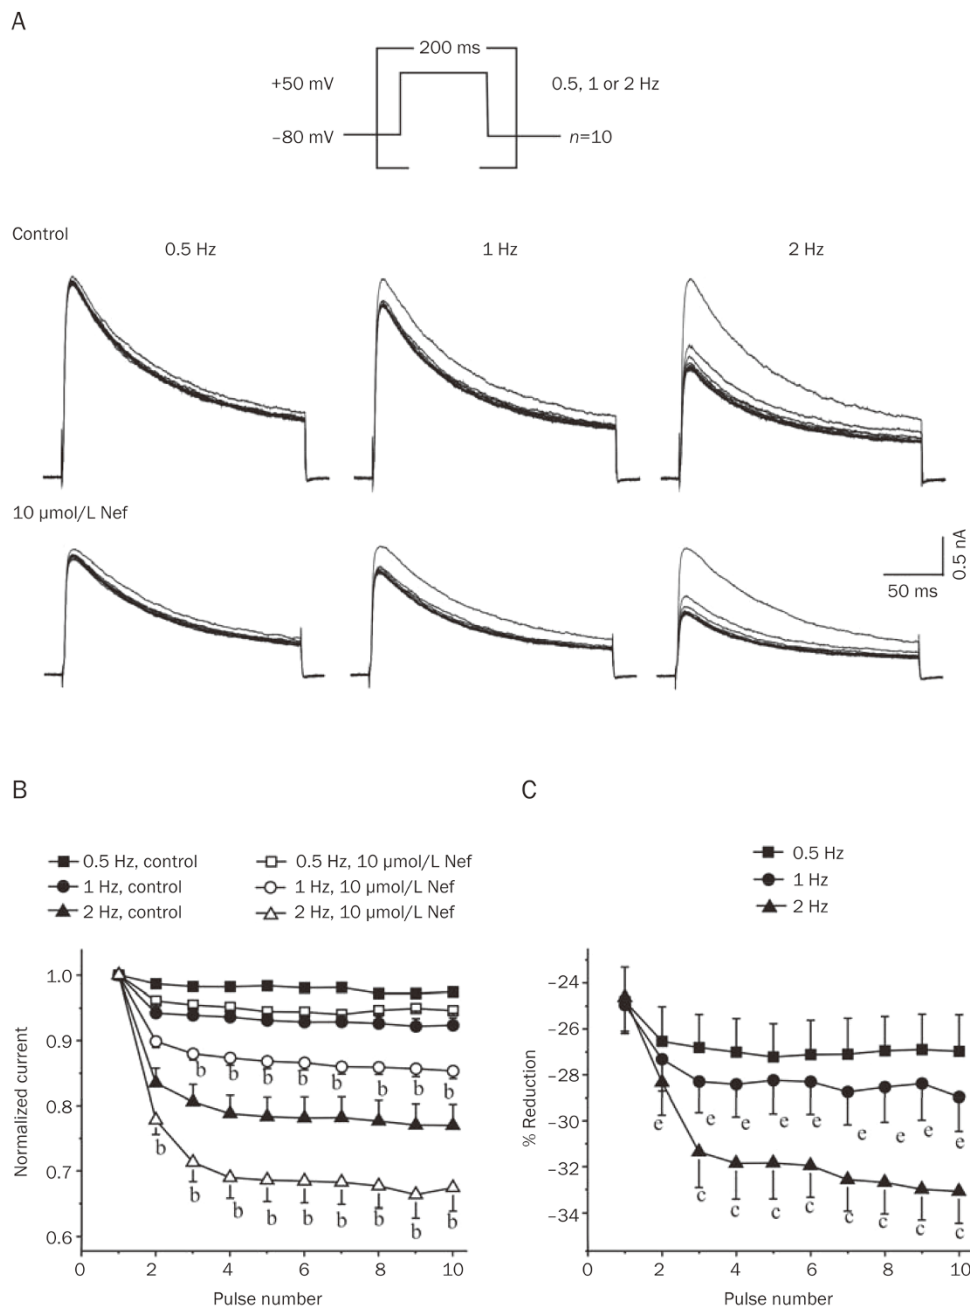 A
200 ms
+50 mV
0.5, 1 or 2 Hz
–80 mV
n=10
Control
0.5 Hz
1 Hz
2 Hz
10 µmol/L Nef
0.5 nA
50 ms
B
0.5 Hz, control
0.5 Hz, 10 µmol/L Nef
1 Hz, control
1 Hz, 10 µmol/L Nef
2 Hz, control
2 Hz, 10 µmol/L Nef
Normalized current
1.0
0.9
0.8
0.7
0.6
b b b b b b b b
b b b b b b b b b
0 2 4 6 8 10
Pulse number
C
0.5 Hz
1 Hz
2 Hz
% Reduction
–24
–26
–28
–30
–32
–34
e e e e e e e e e
c c c c c c c c
0 2 4 6 8 10
Pulse number